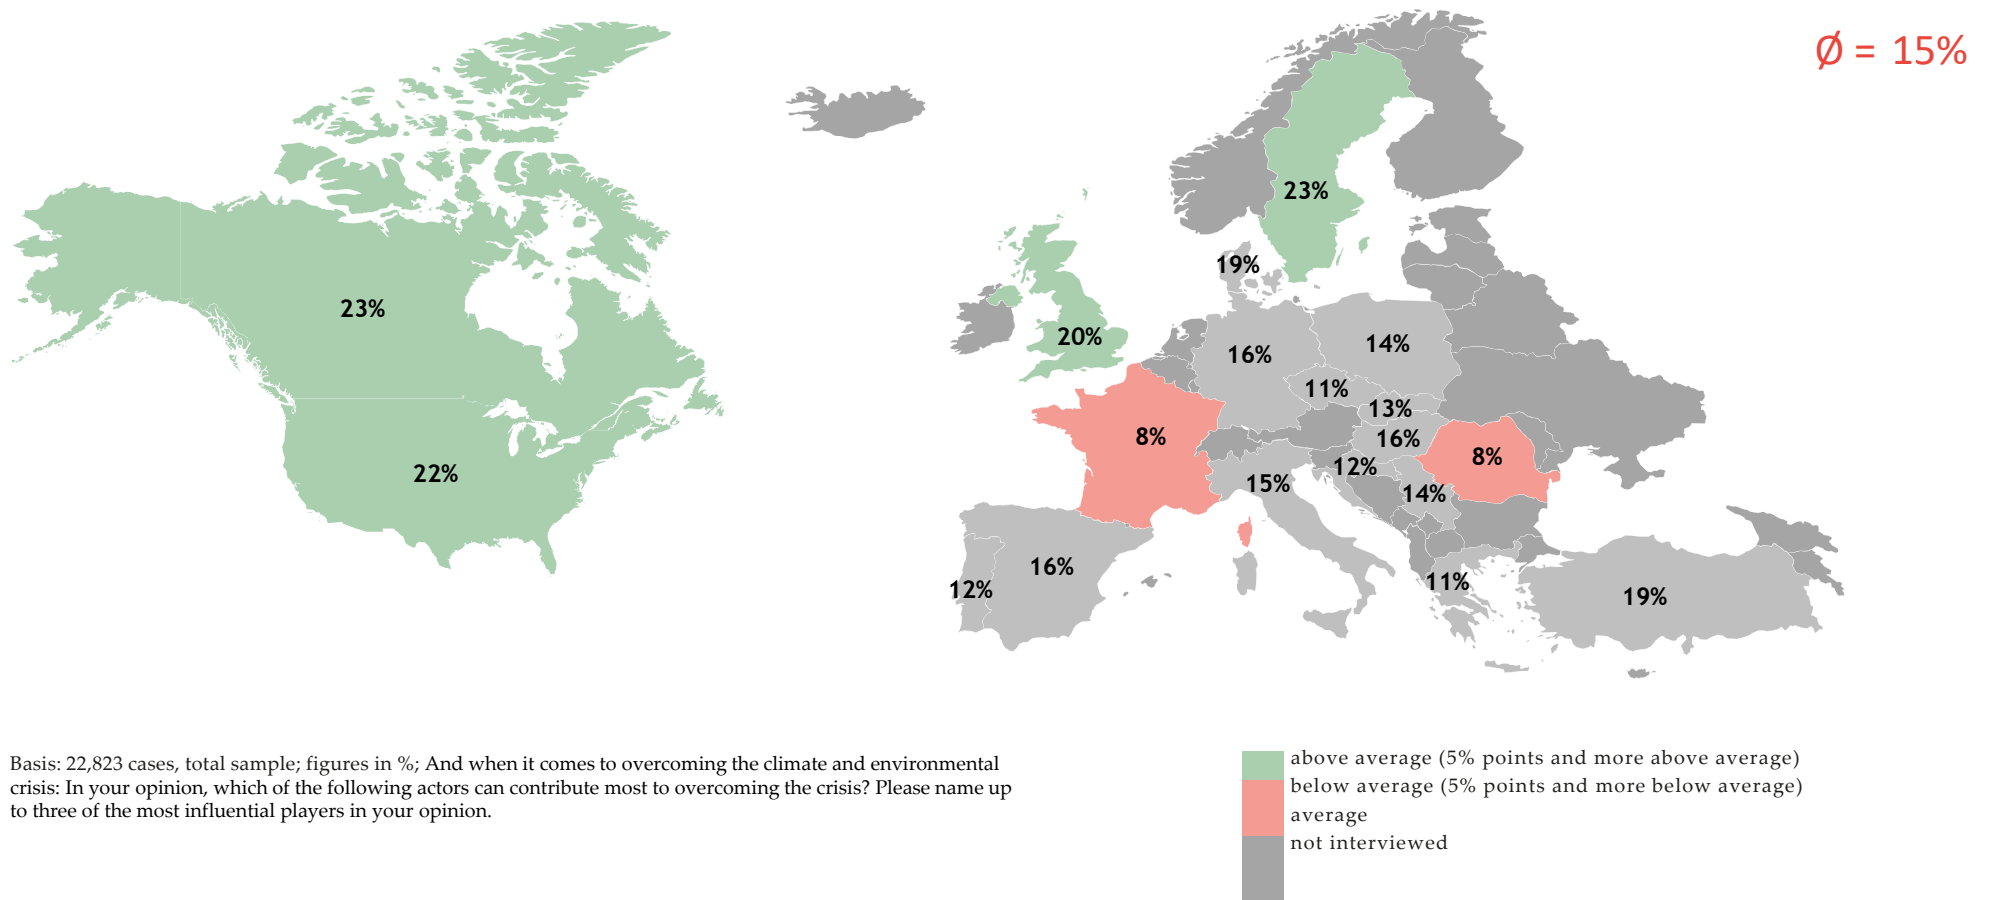 Ø = 15%
23%
19%
23%
20%
16%
14%
11%
13%
8%
16%
8%
12%
15%
14%
22%
16%
12%
11%
19%
Basis: 22,823 cases, total sample; figures in %; And when it comes to overcoming the climate and environmental
crisis: In your opinion, which of the following actors can contribute most to overcoming the crisis? Please name up
to three of the most influential players in your opinion.
above average (5% points and more above average)
below average (5% points and more below average)
average
not interviewed